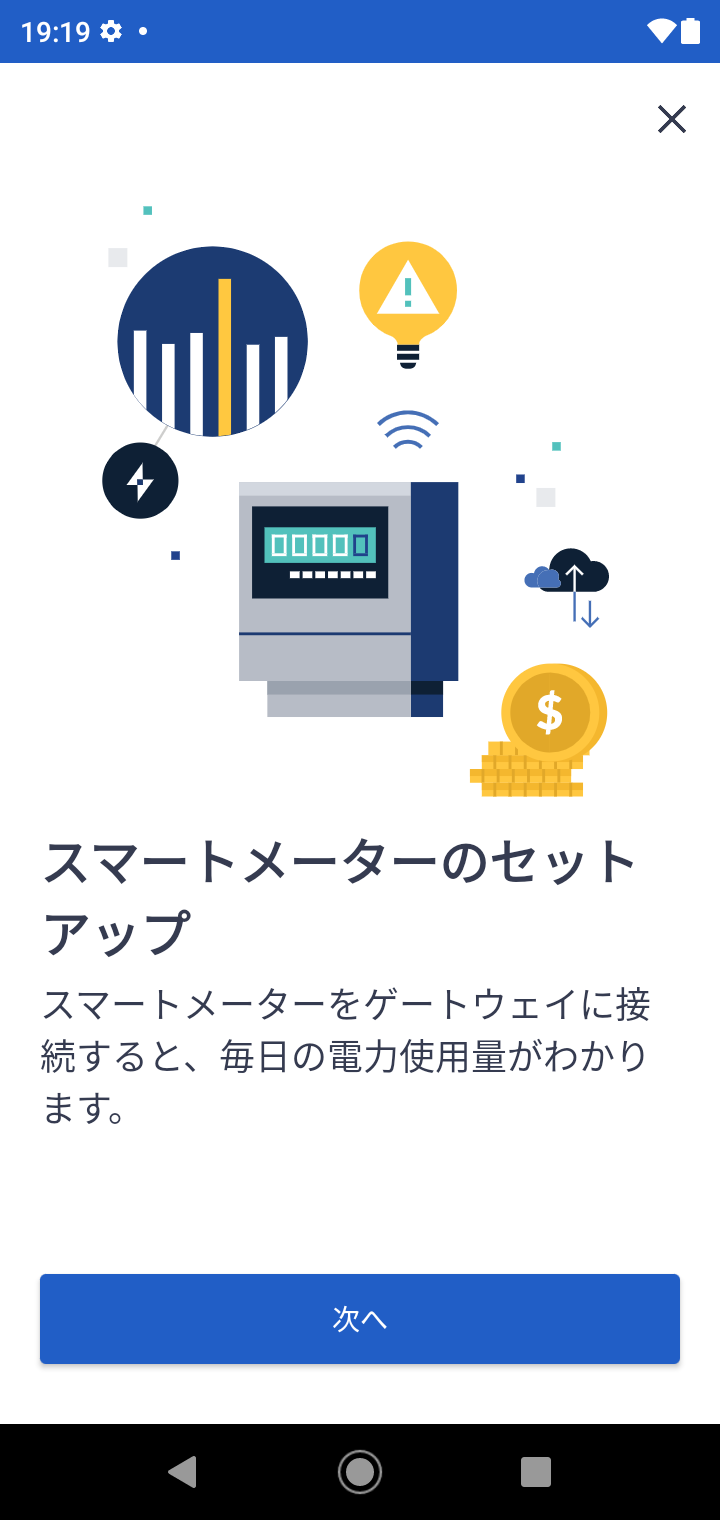 19:19
$
スマートメーターのセット
アップ
スマートメーターをゲートウェイに接
続すると、毎日の電力使用量がわかり
ます。
次へ